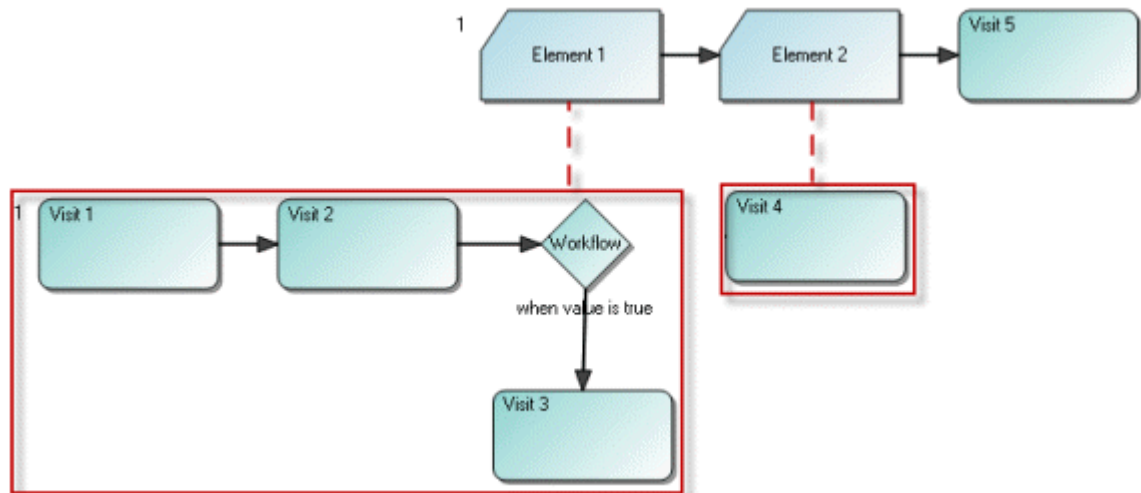 1
Element 1
Element 2
Visit 5
1
Visit 1
Visit 2
Workflow
Visit 4
when value is true
Visit 3